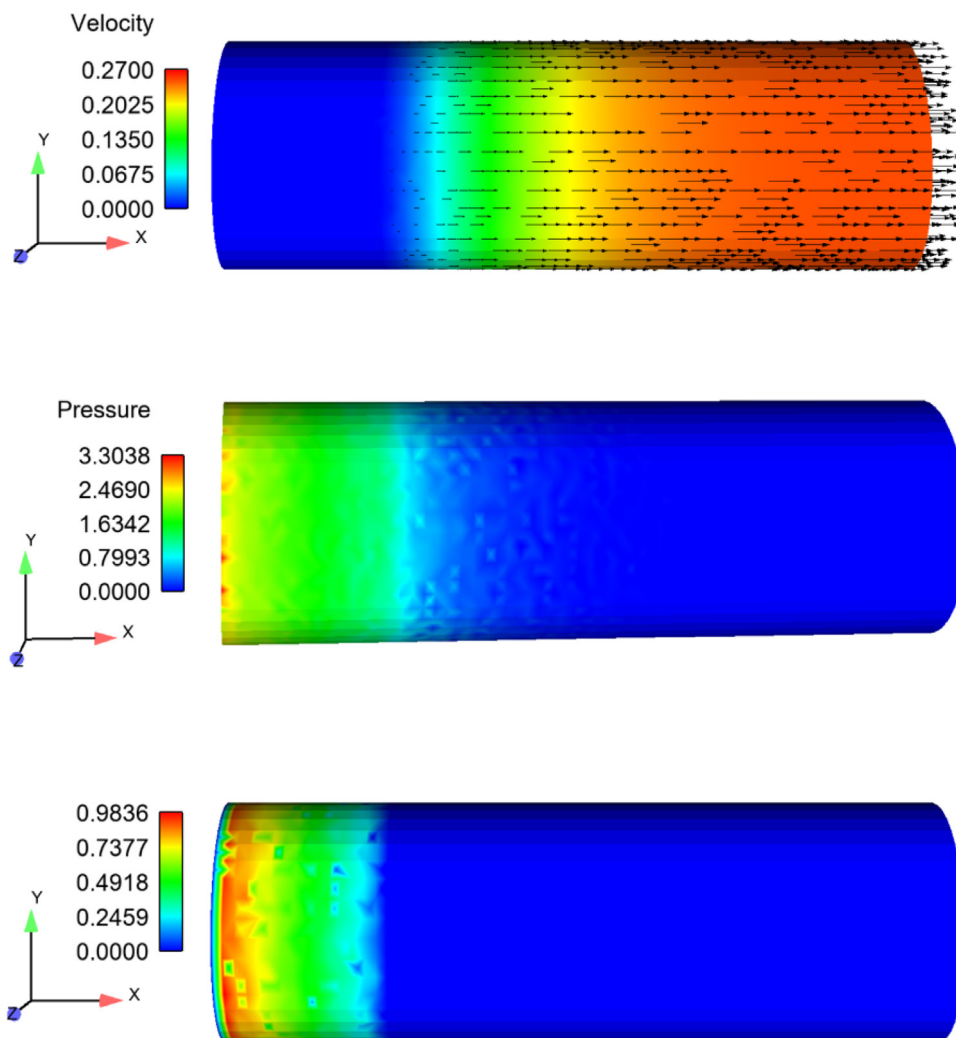 Velocity
0.2700
0.2025
0.1350
0.0675
0.0000
Y
X
Z
Pressure
3.3038
2.4690
1.6342
0.7993
0.0000
Y
X
Z
0.9836
0.7377
0.4918
0.2459
0.0000
Y
X
Z